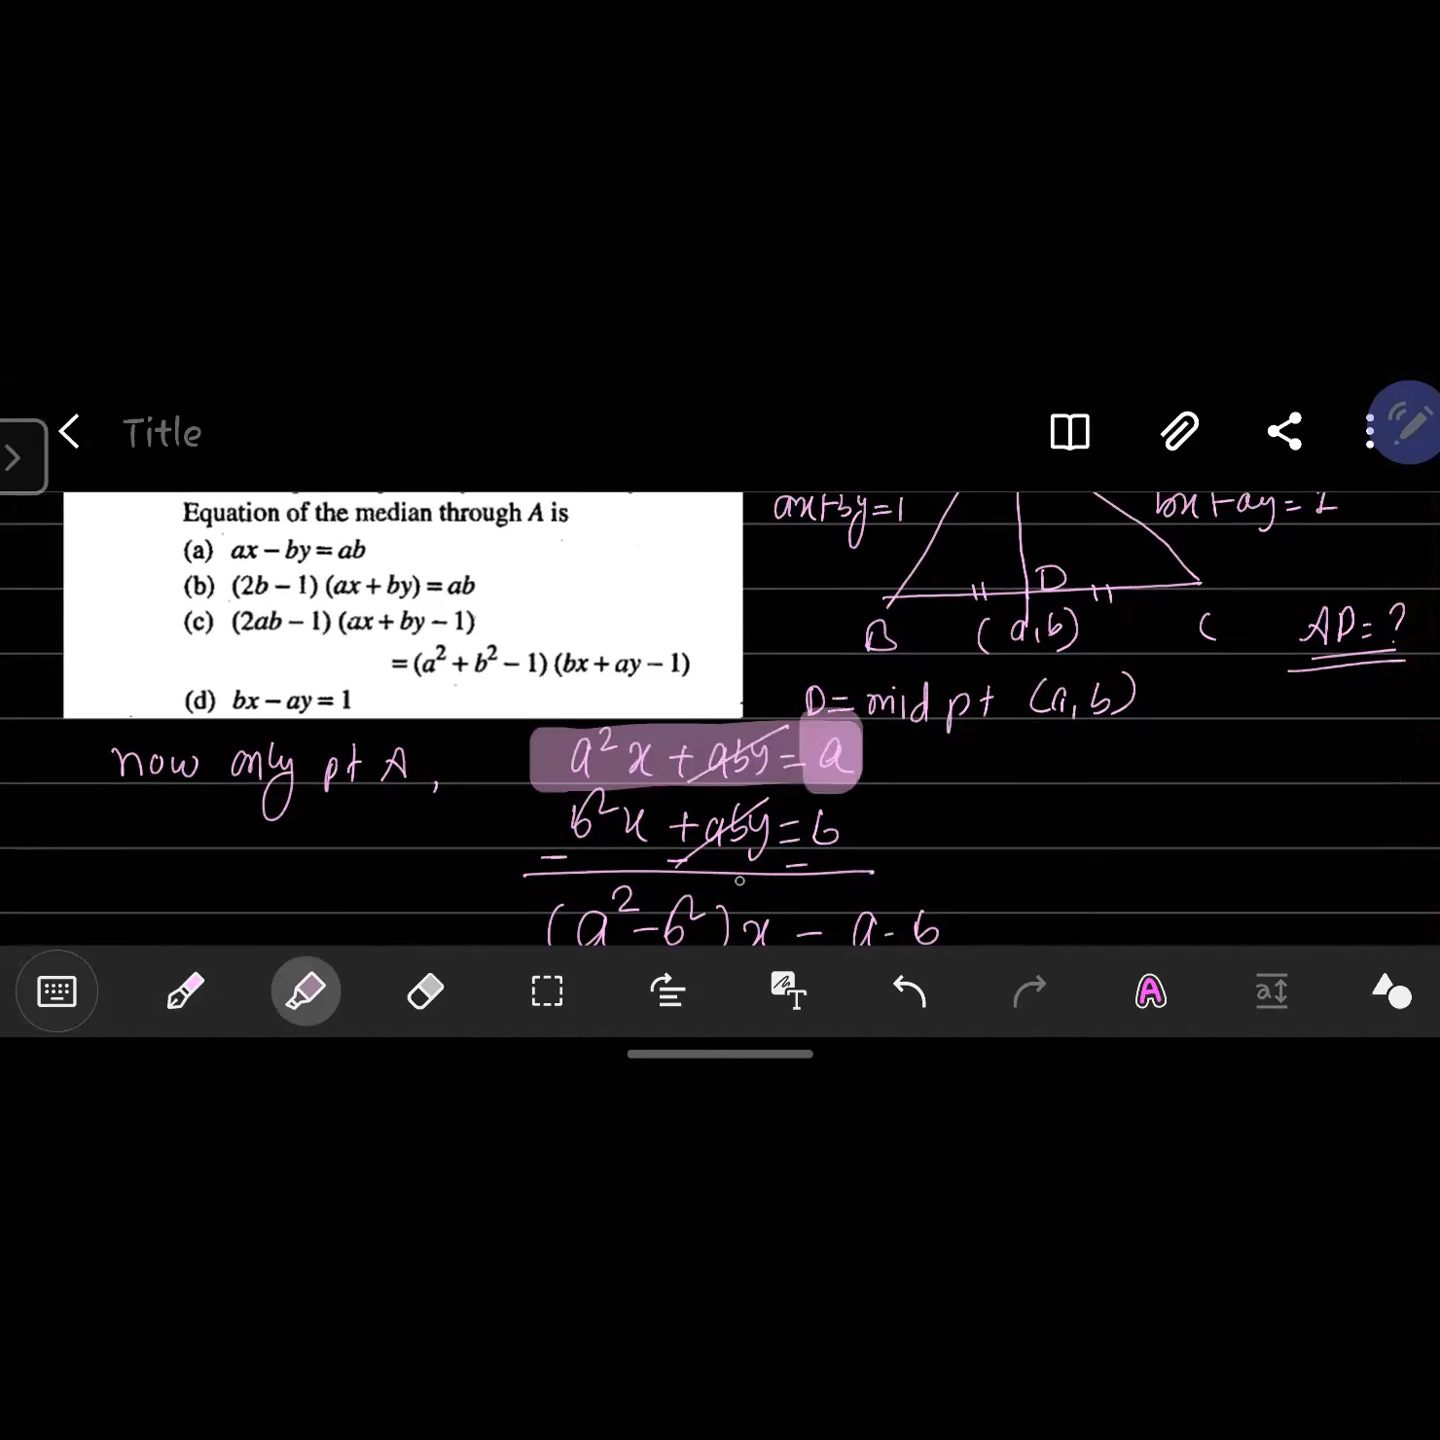 Title
Equation of the median through A is
(a) ax – by = ab
(b) (2b – 1) (ax + by) = ab
(c) (2ab – 1) (ax + by – 1)
= (a² + b² – 1) (bx + ay – 1)
(d) bx – ay = 1
ax+by=1
bx+ay=1
D
B
(a,b)
C
AD=?
D= mid pt (a,b)
now only pt A,
a²x +aby= a
b²x +aby=b
– – –
(a²-b²)x = a-b